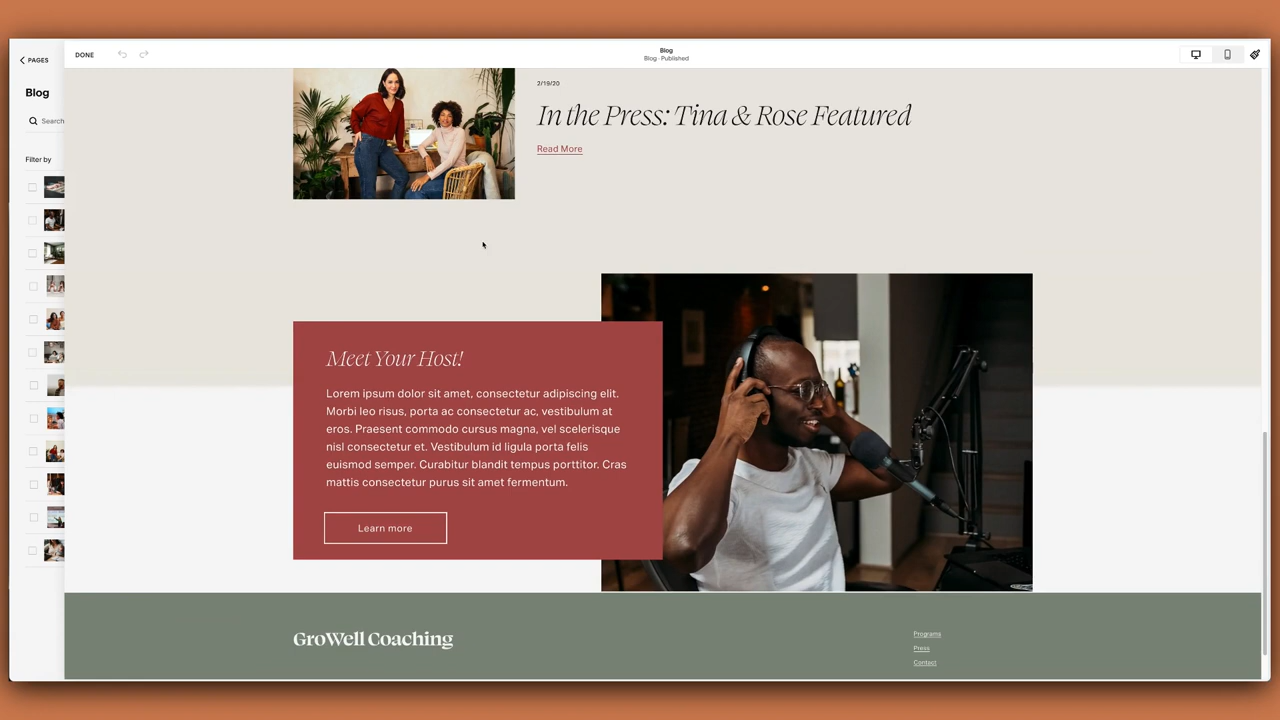 DONE
Blog
Blog · Published
PAGES
Blog
Search
Filter by
2/19/20
In the Press: Tina & Rose Featured
Read More
Meet Your Host!
Lorem ipsum dolor sit amet, consectetur adipiscing elit.
Morbi leo risus, porta ac consectetur ac, vestibulum at
eros. Praesent commodo cursus magna, vel scelerisque
nisl consectetur et. Vestibulum id ligula porta felis
euismod semper. Curabitur blandit tempus porttitor. Cras
mattis consectetur purus sit amet fermentum.
Learn more
GroWell Coaching
Programs
Press
Contact